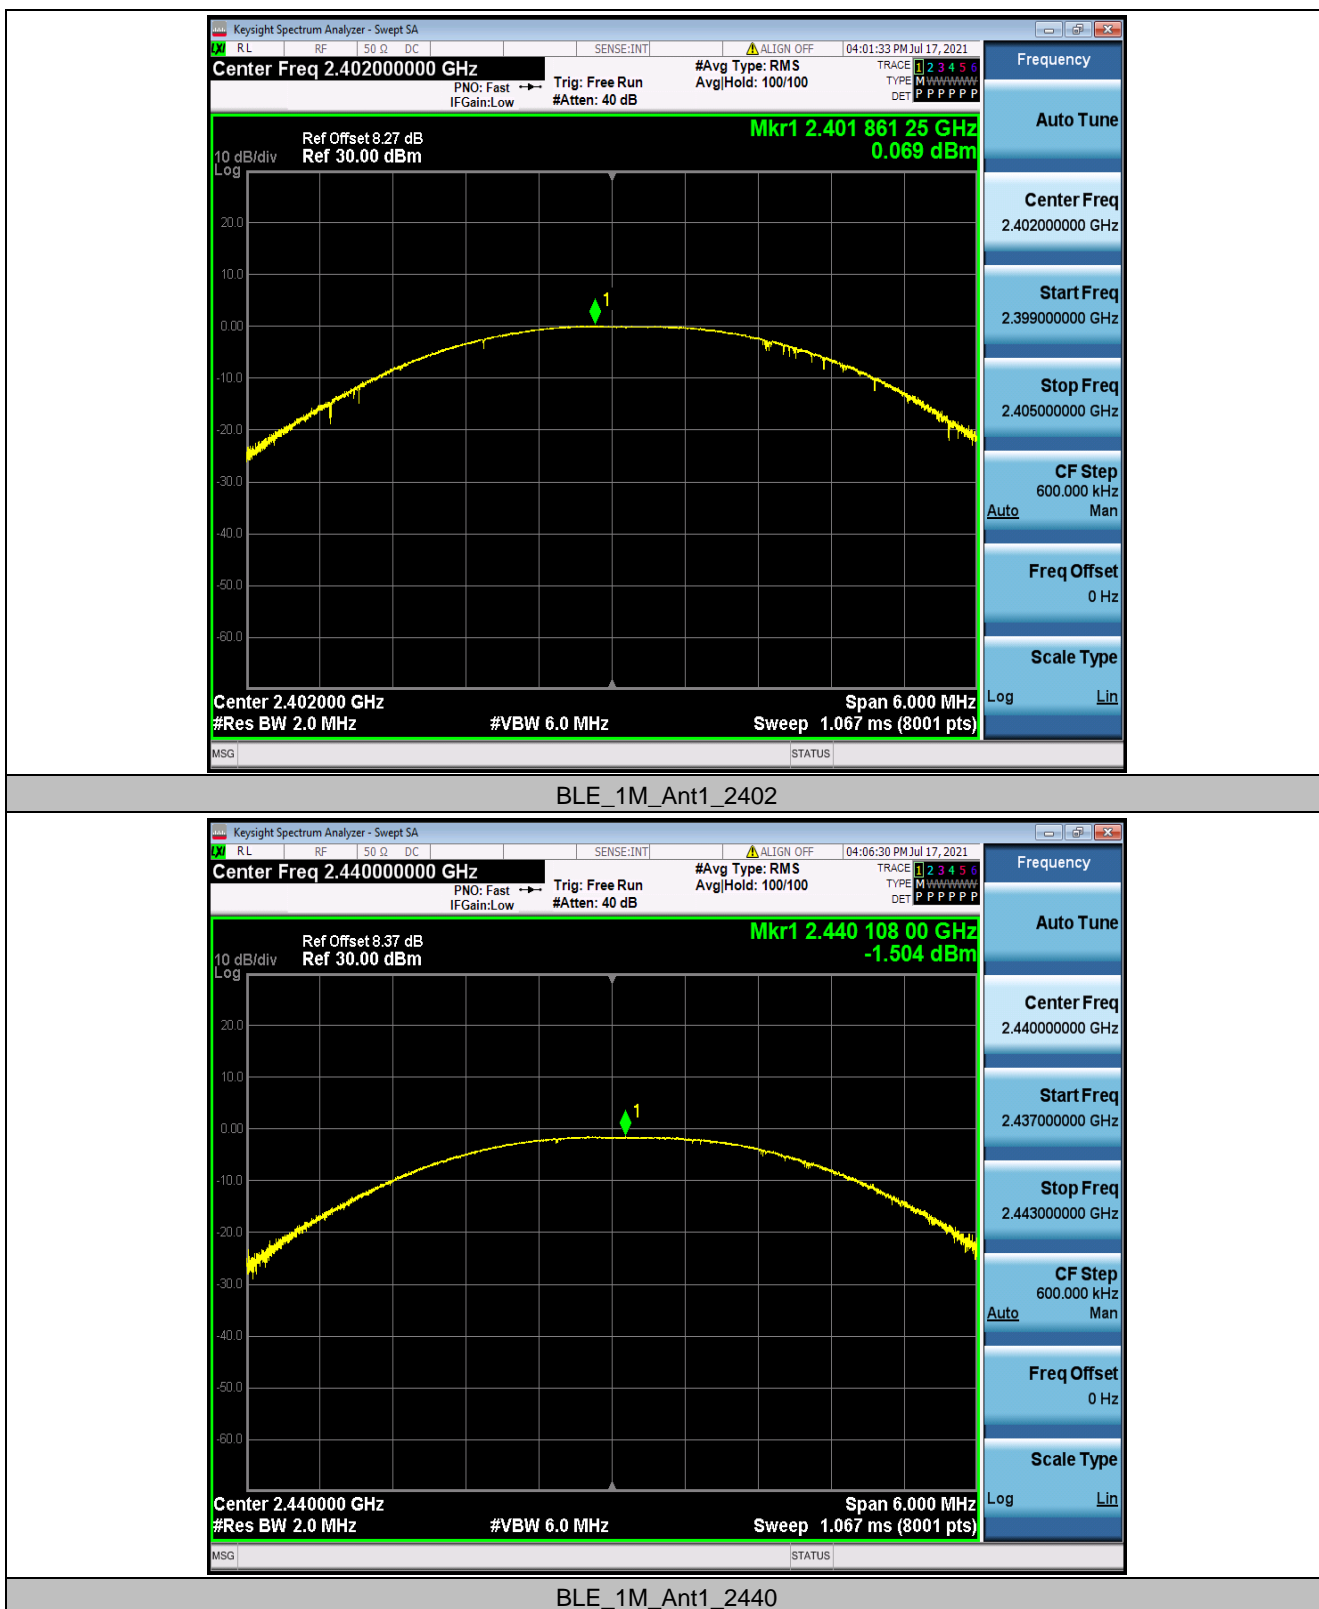 Keysight Spectrum Analyzer - Swept SA
LXI RL RF 50 Ω DC SENSE:INT ALIGN OFF 04:01:33 PM Jul 17, 2021
Center Freq 2.402000000 GHz
PNO: Fast
IFGain:Low
Trig: Free Run
#Atten: 40 dB
#Avg Type: RMS
Avg|Hold: 100/100
TRACE 1 2 3 4 5 6
TYPE M WWWWW
DET P P P P P P
Mkr1 2.401 861 25 GHz
0.069 dBm
Ref Offset 8.27 dB
10 dB/div Ref 30.00 dBm
Log
20.0
10.0
0.00
-10.0
-20.0
-30.0
-40.0
-50.0
-60.0
1
Center 2.402000 GHz Span 6.000 MHz
#Res BW 2.0 MHz #VBW 6.0 MHz Sweep 1.067 ms (8001 pts)
MSG STATUS
Frequency
Auto Tune
Center Freq
2.402000000 GHz
Start Freq
2.399000000 GHz
Stop Freq
2.405000000 GHz
CF Step
600.000 kHz
Auto Man
Freq Offset
0 Hz
Scale Type
Log Lin
BLE_1M_Ant1_2402
Keysight Spectrum Analyzer - Swept SA
LXI RL RF 50 Ω DC SENSE:INT ALIGN OFF 04:06:30 PM Jul 17, 2021
Center Freq 2.440000000 GHz
PNO: Fast
IFGain:Low
Trig: Free Run
#Atten: 40 dB
#Avg Type: RMS
Avg|Hold: 100/100
TRACE 1 2 3 4 5 6
TYPE M WWWWW
DET P P P P P P
Mkr1 2.440 108 00 GHz
-1.504 dBm
Ref Offset 8.37 dB
10 dB/div Ref 30.00 dBm
Log
20.0
10.0
0.00
-10.0
-20.0
-30.0
-40.0
-50.0
-60.0
1
Center 2.440000 GHz Span 6.000 MHz
#Res BW 2.0 MHz #VBW 6.0 MHz Sweep 1.067 ms (8001 pts)
MSG STATUS
Frequency
Auto Tune
Center Freq
2.440000000 GHz
Start Freq
2.437000000 GHz
Stop Freq
2.443000000 GHz
CF Step
600.000 kHz
Auto Man
Freq Offset
0 Hz
Scale Type
Log Lin
BLE_1M_Ant1_2440